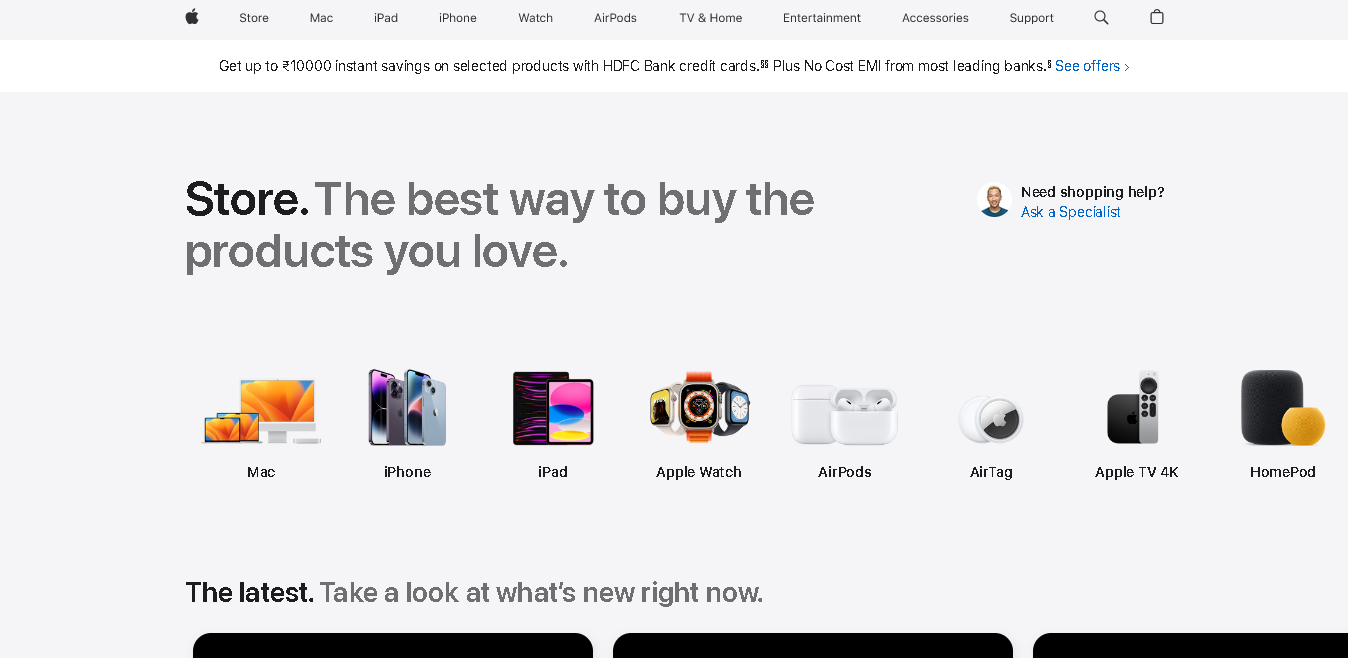 Store Mac iPad iPhone Watch AirPods TV & Home Entertainment Accessories Support
Get up to ₹10000 instant savings on selected products with HDFC Bank credit cards.§§ Plus No Cost EMI from most leading banks.§ See offers >
Store. The best way to buy the
products you love.
Need shopping help?
Ask a Specialist
Mac iPhone iPad Apple Watch AirPods AirTag Apple TV 4K HomePod
The latest. Take a look at what’s new right now.